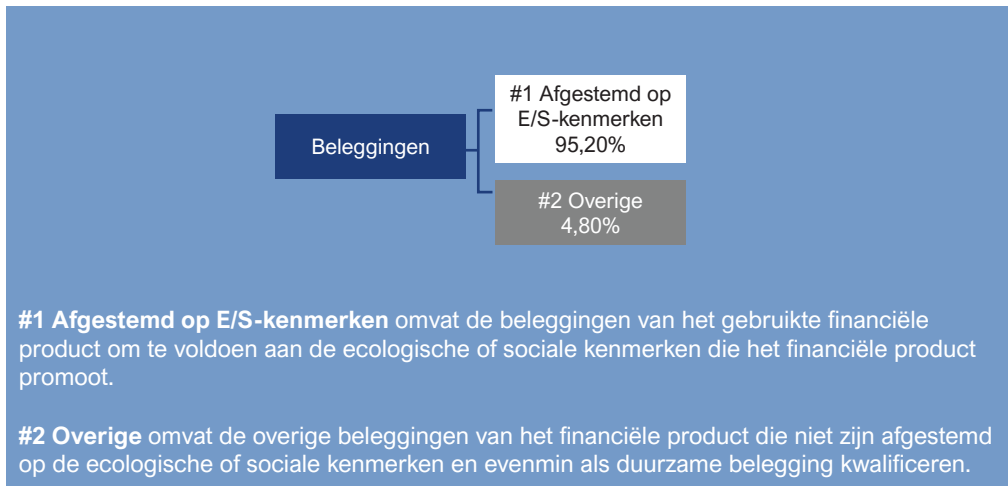 Beleggingen
#1 Afgestemd op
E/S-kenmerken
95,20%
#2 Overige
4,80%
#1 Afgestemd op E/S-kenmerken omvat de beleggingen van het gebruikte financiële
product om te voldoen aan de ecologische of sociale kenmerken die het financiële product
promoot.
#2 Overige omvat de overige beleggingen van het financiële product die niet zijn afgestemd
op de ecologische of sociale kenmerken en evenmin als duurzame belegging kwalificeren.